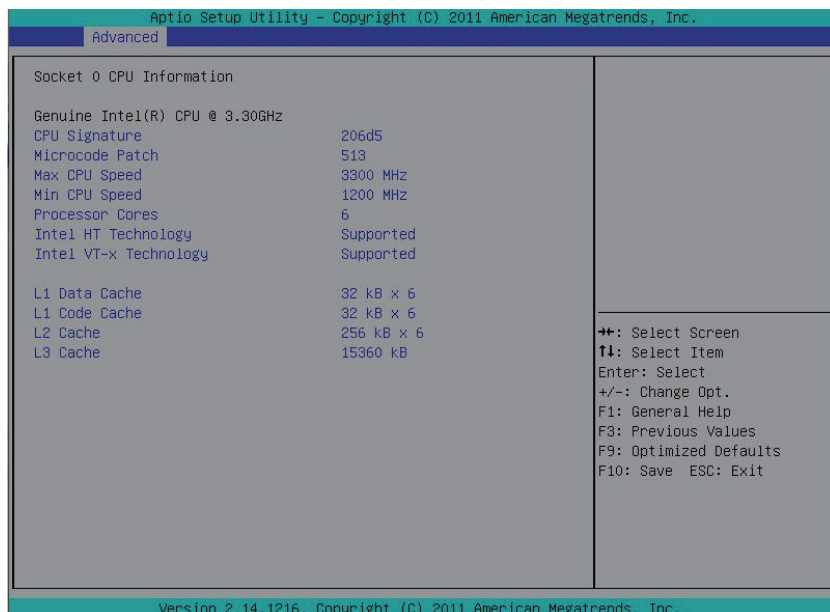 Aptio Setup Utility – Copyright (C) 2011 American Megatrends, Inc.
Advanced
Socket 0 CPU Information
Genuine Intel(R) CPU @ 3.30GHz
CPU Signature 206d5
Microcode Patch 513
Max CPU Speed 3300 MHz
Min CPU Speed 1200 MHz
Processor Cores 6
Intel HT Technology Supported
Intel VT-x Technology Supported
L1 Data Cache 32 kB x 6
L1 Code Cache 32 kB x 6
L2 Cache 256 kB x 6
L3 Cache 15360 kB
→←: Select Screen
↑↓: Select Item
Enter: Select
+/-: Change Opt.
F1: General Help
F3: Previous Values
F9: Optimized Defaults
F10: Save ESC: Exit
Version 2.14.1216. Copyright (C) 2011 American Megatrends, Inc.